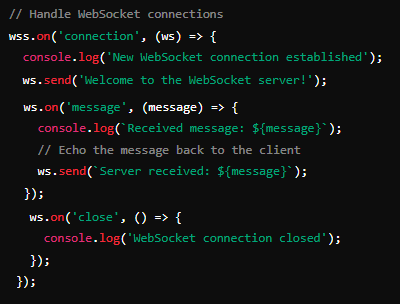 // Handle WebSocket connections
wss.on('connection', (ws) => {
console.log('New WebSocket connection established');
ws.send('Welcome to the WebSocket server!');
ws.on('message', (message) => {
console.log(`Received message: ${message}`);
// Echo the message back to the client
ws.send(`Server received: ${message}`);
});
ws.on('close', () => {
console.log('WebSocket connection closed');
});
});